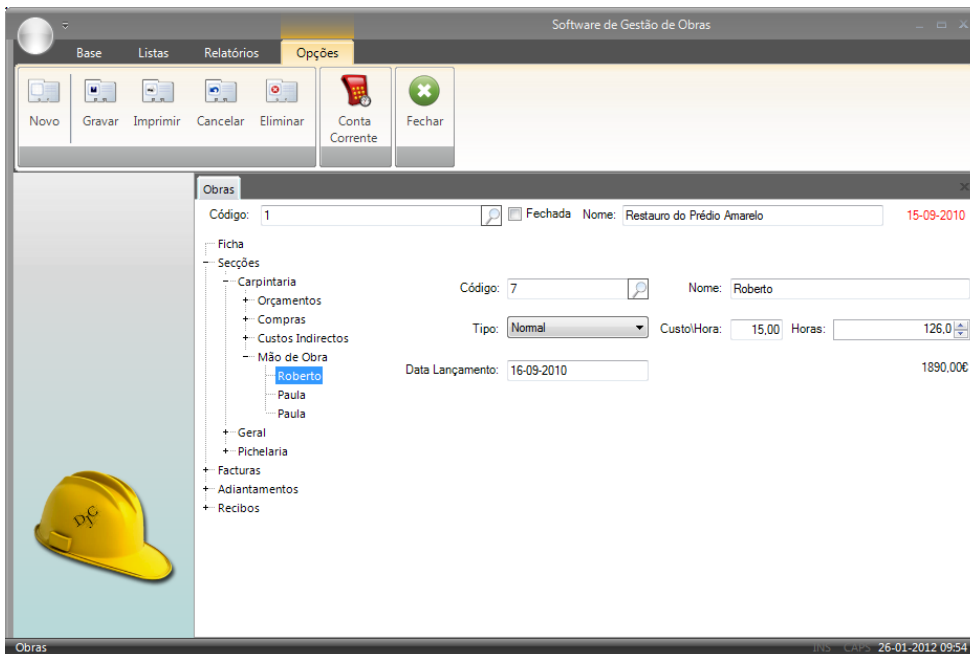 Software de Gestão de Obras
Base Listas Relatórios Opções
Novo Gravar Imprimir Cancelar Eliminar Conta Corrente Fechar
Obras
Código: 1 Fechada Nome: Restauro do Prédio Amarelo 15-09-2010
Ficha
Secções
Carpintaria
Código: 7 Nome: Roberto
Orçamentos
Compras
Tipo: Normal Custo\Hora: 15,00 Horas: 126,0
Custos Indirectos
Mão de Obra
Data Lançamento: 16-09-2010 1890,00€
Roberto
Paula
Paula
Geral
Pichelaria
Facturas
Adiantamentos
Recibos
DJC
Obras INS CAPS 26-01-2012 09:54